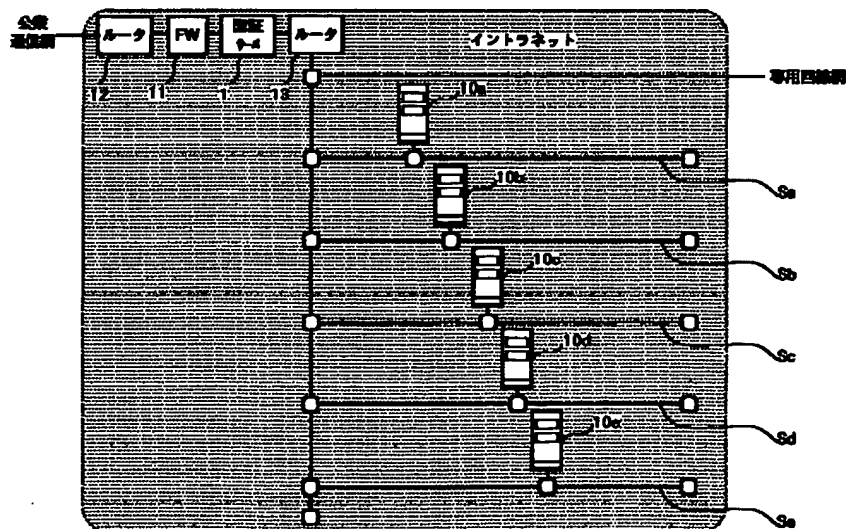 公衆
通信網
ルータ
FW
認証
サーバ
ルータ
イントラネット
12
11
1
13
専用回線網
10a
Sa
10b
Sb
10c
Sc
10d
Sd
10e
Se